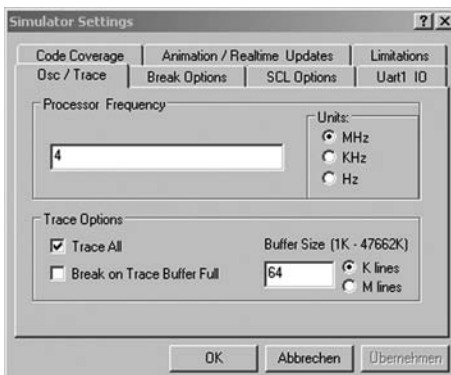 Simulator Settings
Code Coverage Animation / Realtime Updates Limitations
Osc / Trace Break Options SCL Options Uart1 IO
Processor Frequency
Units:
4
MHz
KHz
Hz
Trace Options
Trace All
Break on Trace Buffer Full
Buffer Size (1K - 47662K)
64
K lines
M lines
OK Abbrechen Übernehmen